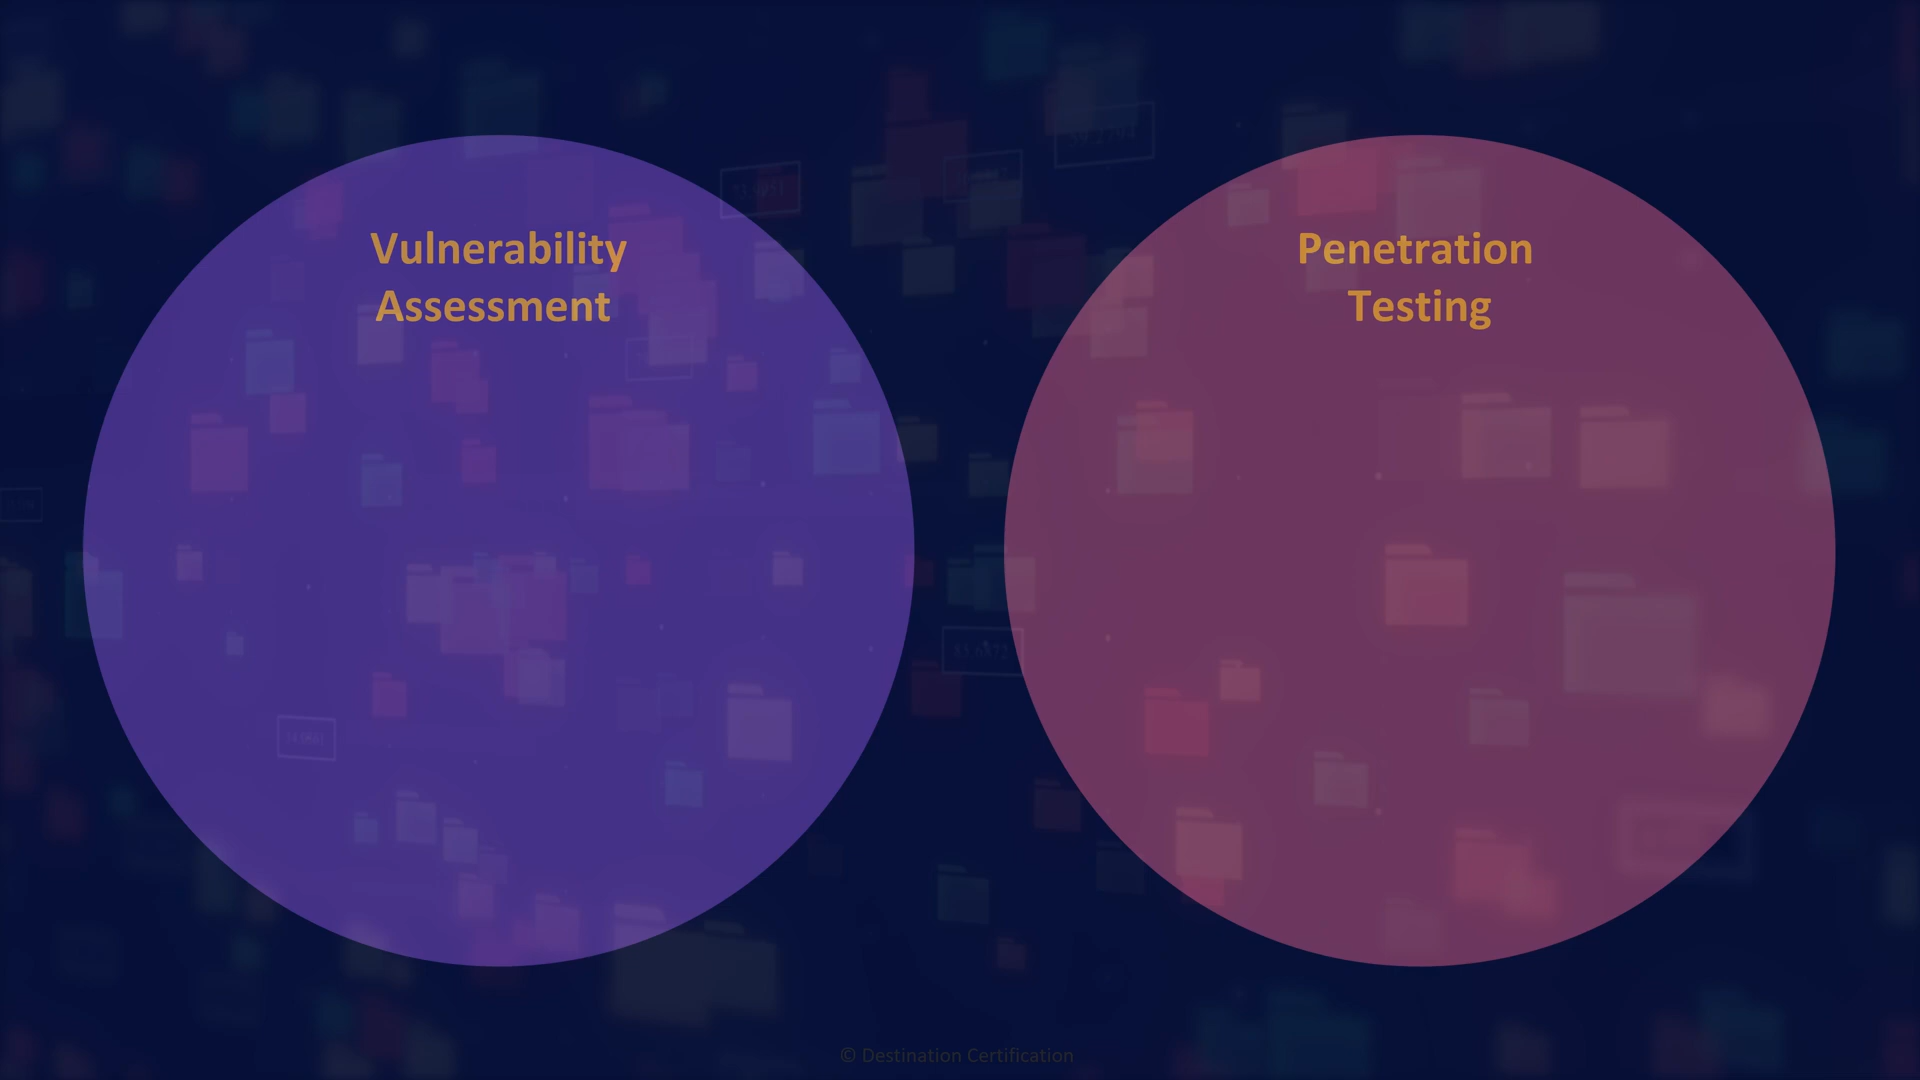 Vulnerability
Assessment
Penetration
Testing
© Destination Certification